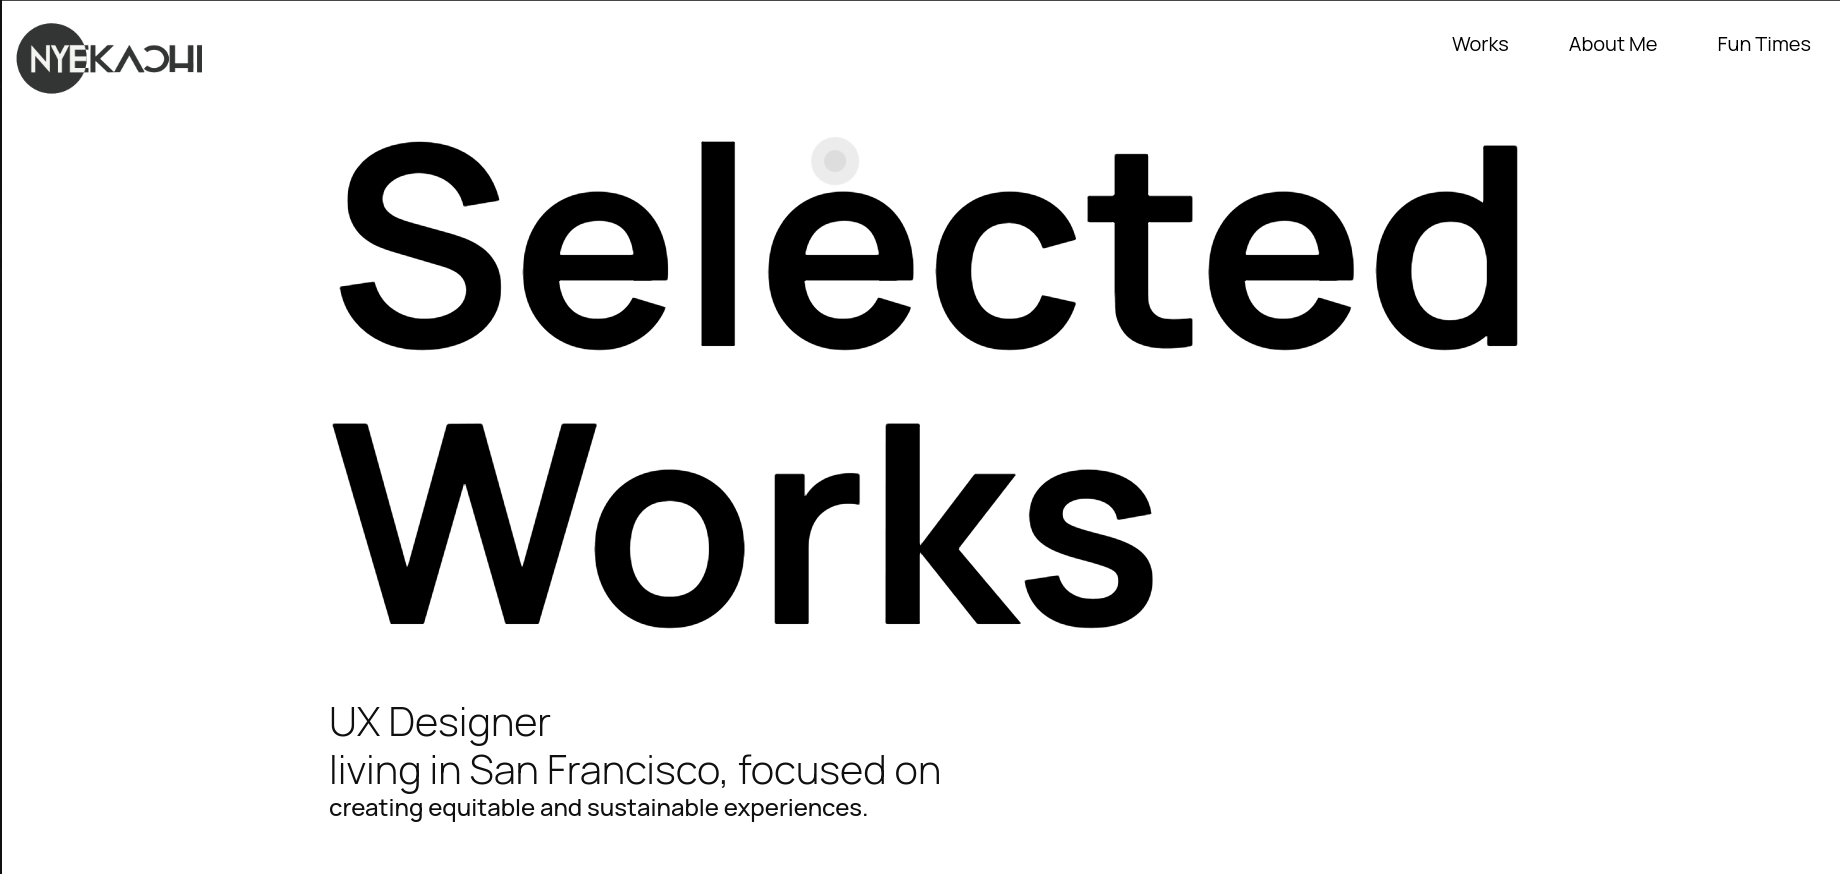 NYEKACHI
Works
About Me
Fun Times
Selected
Works
UX Designer
living in San Francisco, focused on
creating equitable and sustainable experiences.